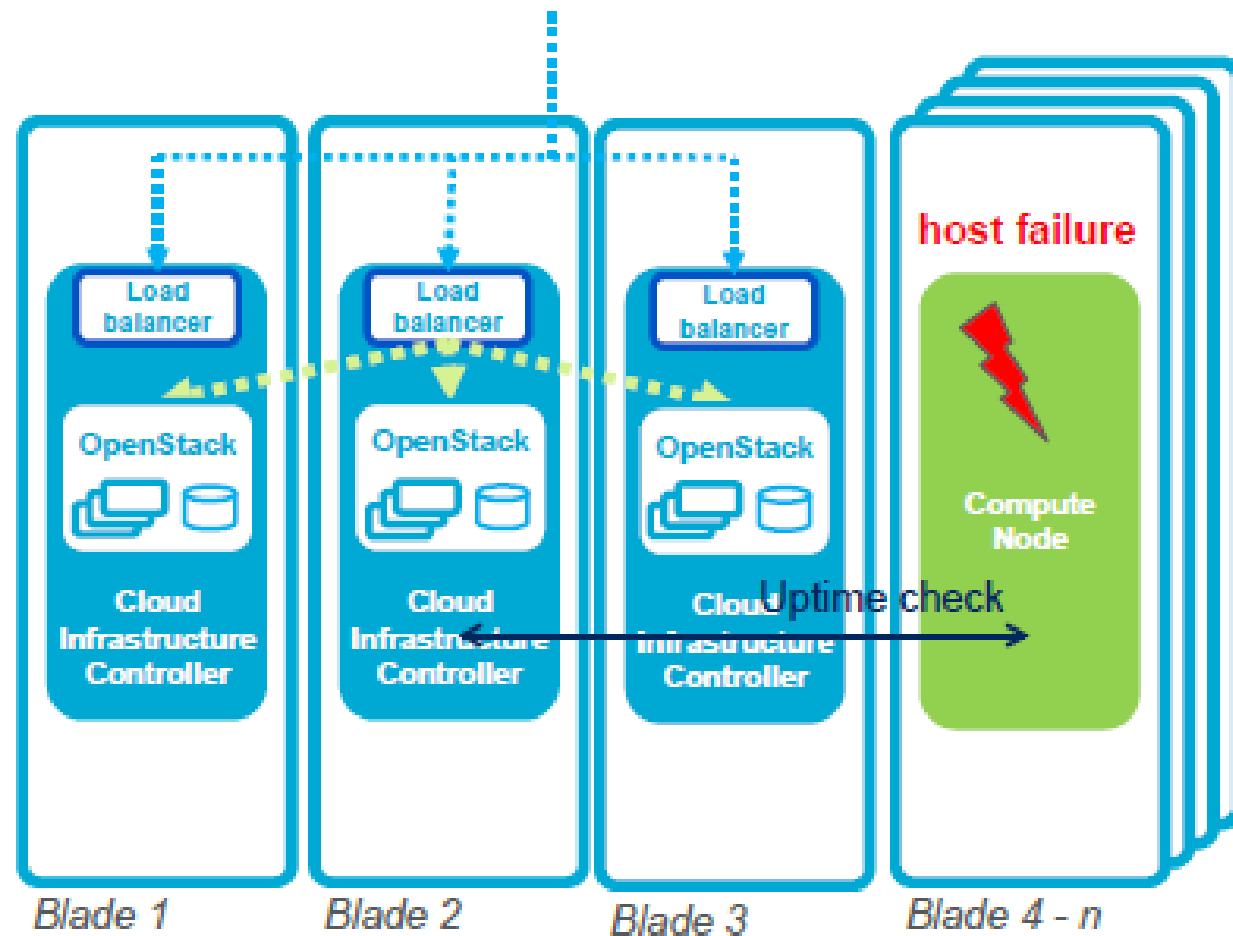 host failure
Load
balancer
Load
balancer
Load
balancer
OpenStack
OpenStack
OpenStack
Compute
Node
Cloud
Infrastructure
Controller
Cloud
Infrastructure
Controller
Cloud
Infrastructure
Controller
Uptime check
Blade 1
Blade 2
Blade 3
Blade 4 - n